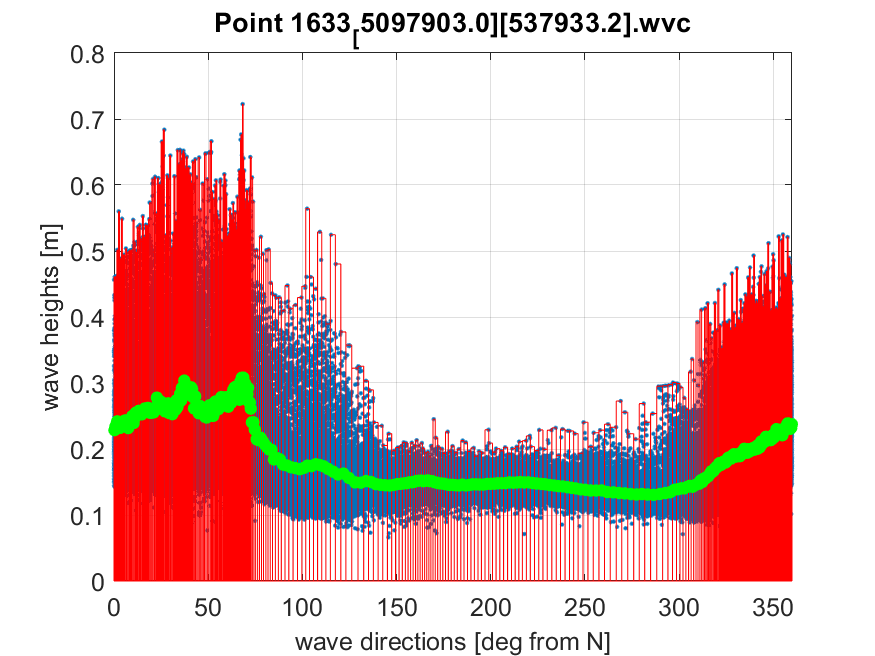 Point 1633[5097903.0][537933.2].wvc
0.8
0.7
0.6
0.5
0.4
0.3
0.2
0.1
0
wave heights [m]
0 50 100 150 200 250 300 350
wave directions [deg from N]